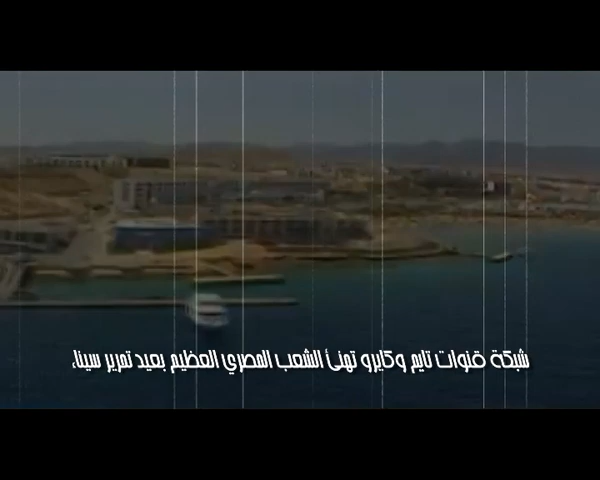 شبكة قنوات تايم وكايرو تهنئ الشعب المصري العظيم بعيد تحرير سيناء